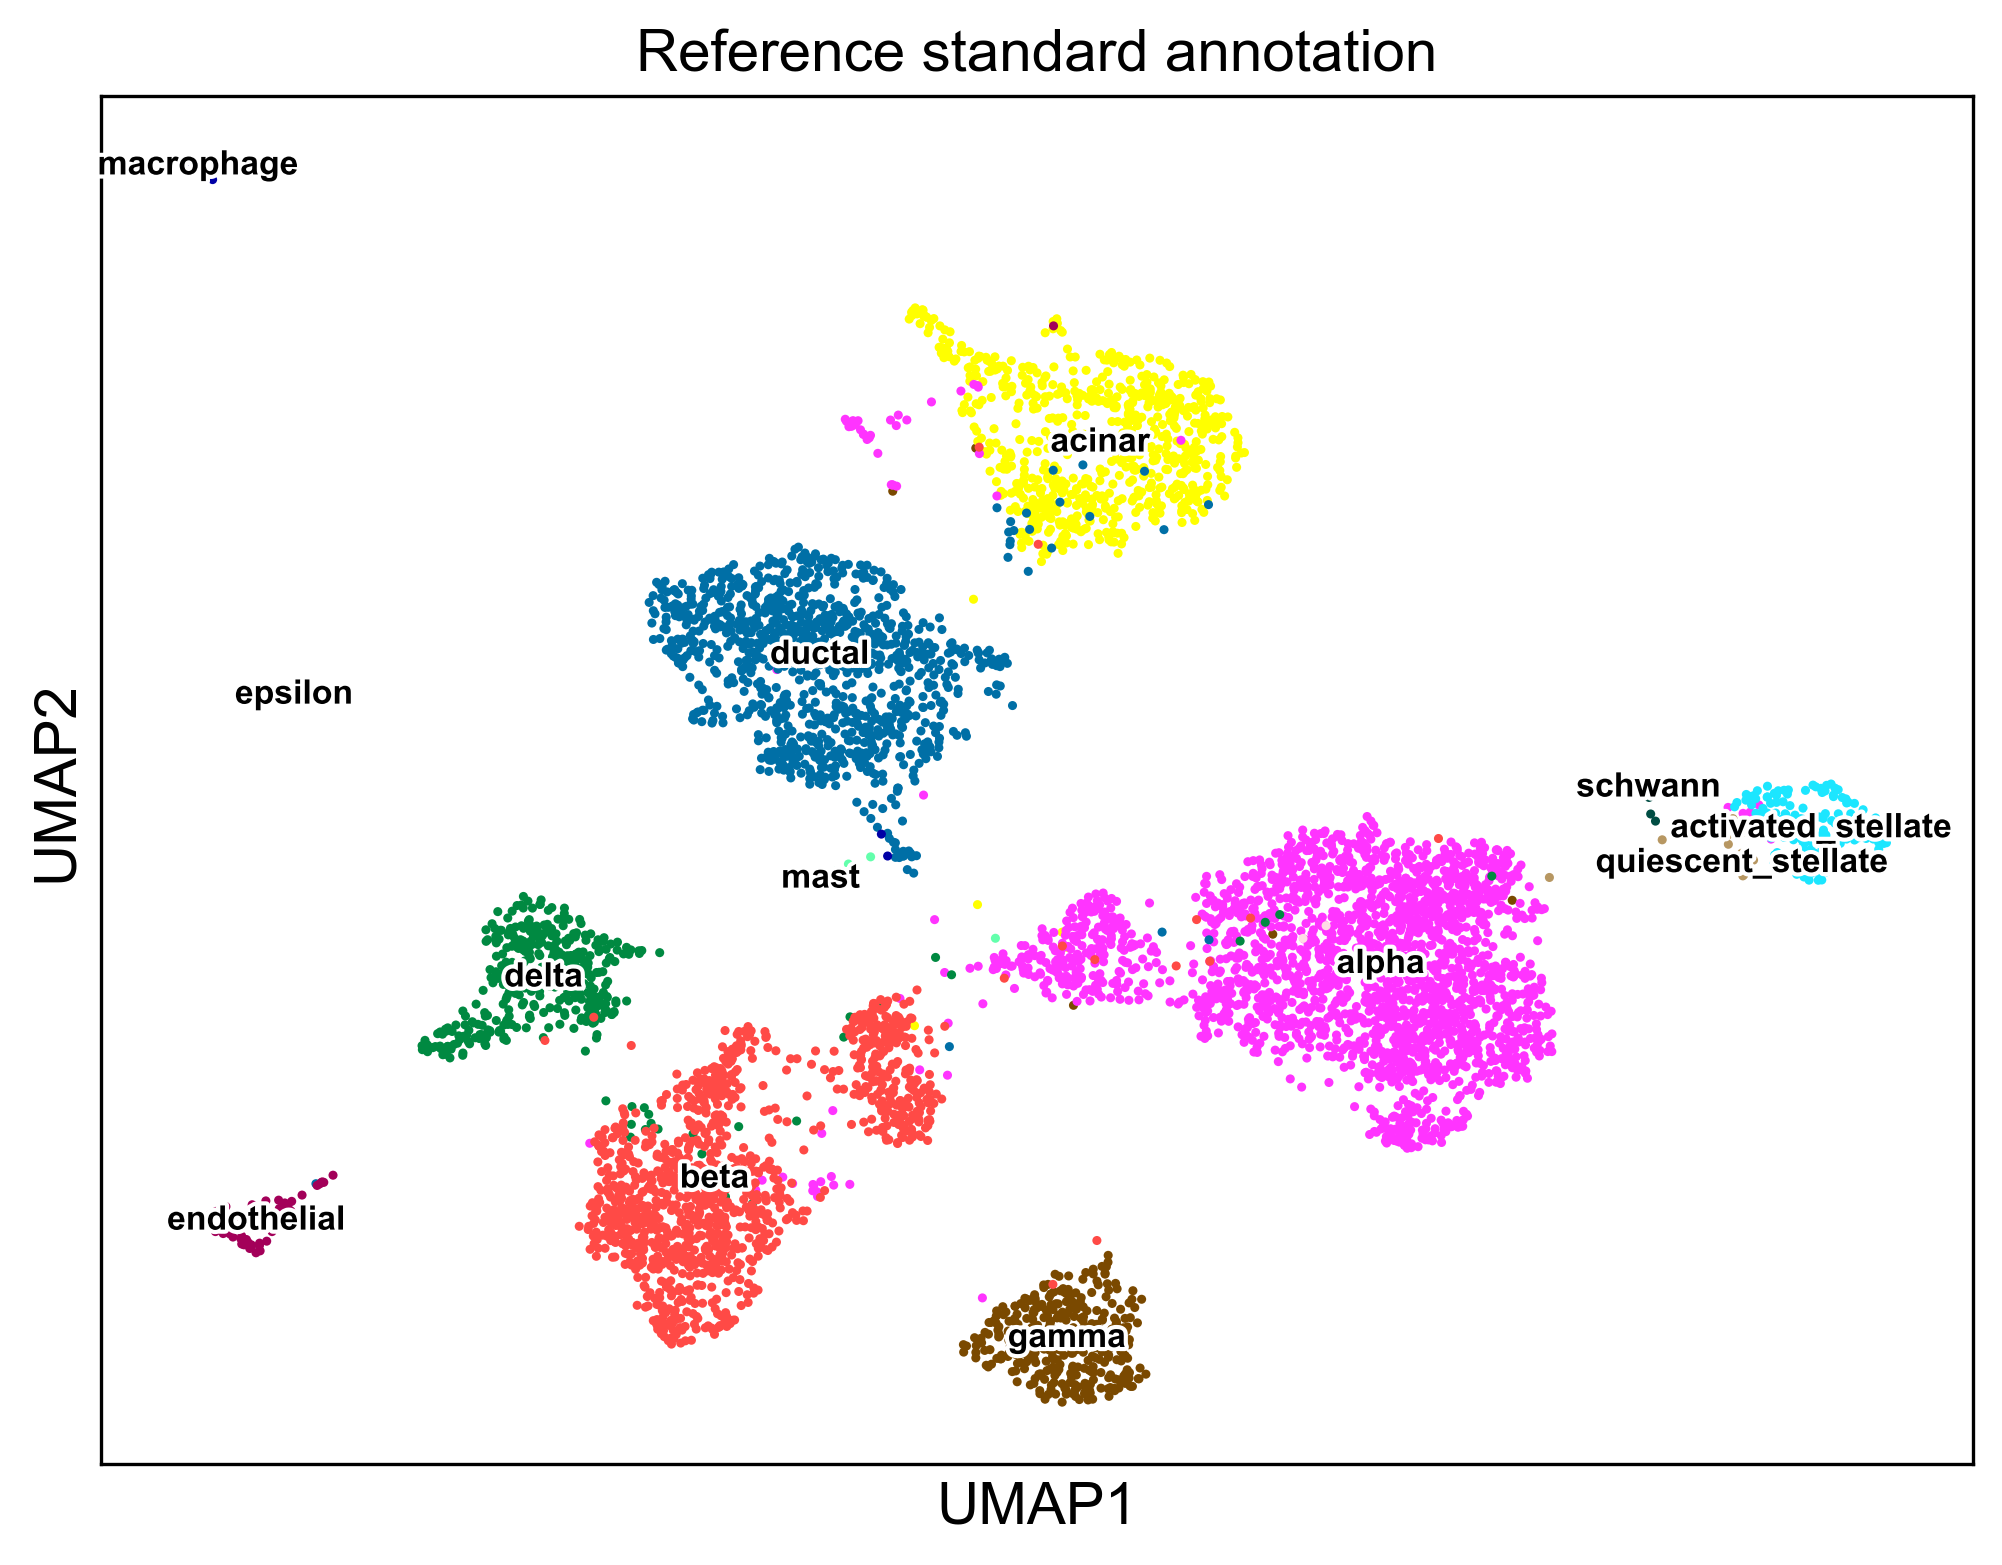 Reference standard annotation
macrophage
acinar
ductal
epsilon
schwann
activated_stellate
quiescent_stellate
mast
alpha
delta
beta
endothelial
gamma
UMAP2
UMAP1